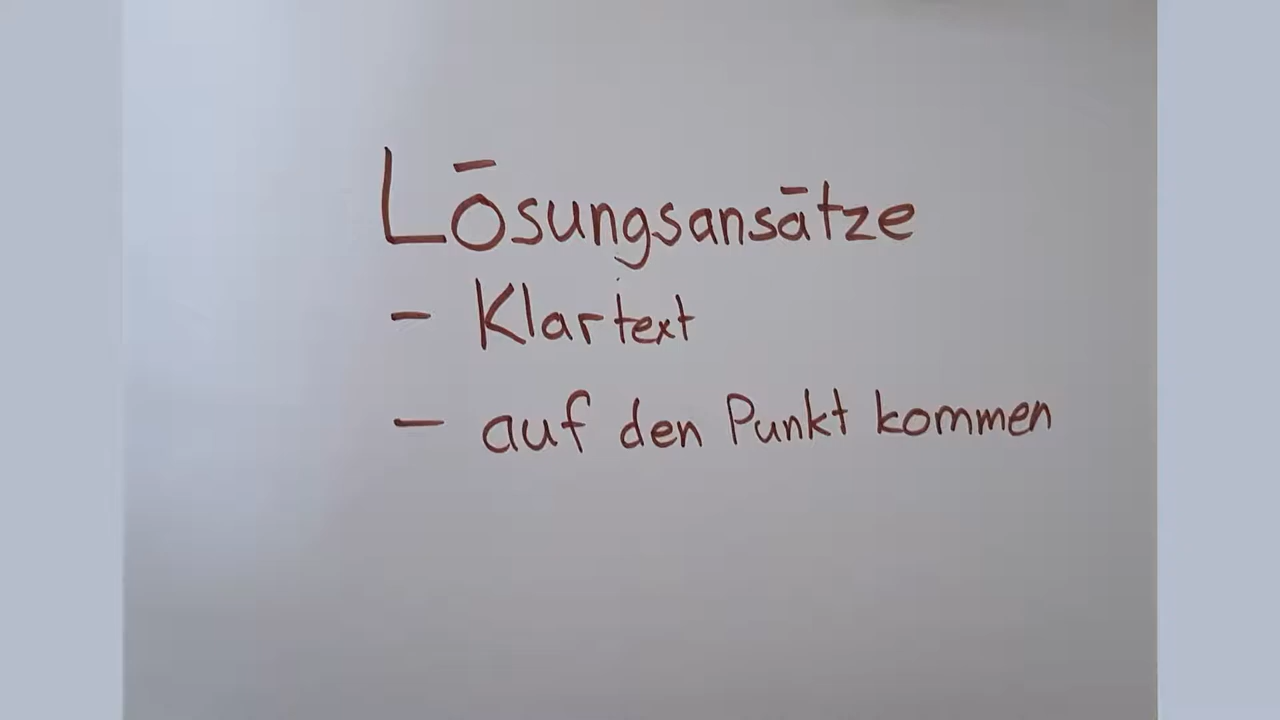 Lösungsansätze
- Klartext
- auf den Punkt kommen